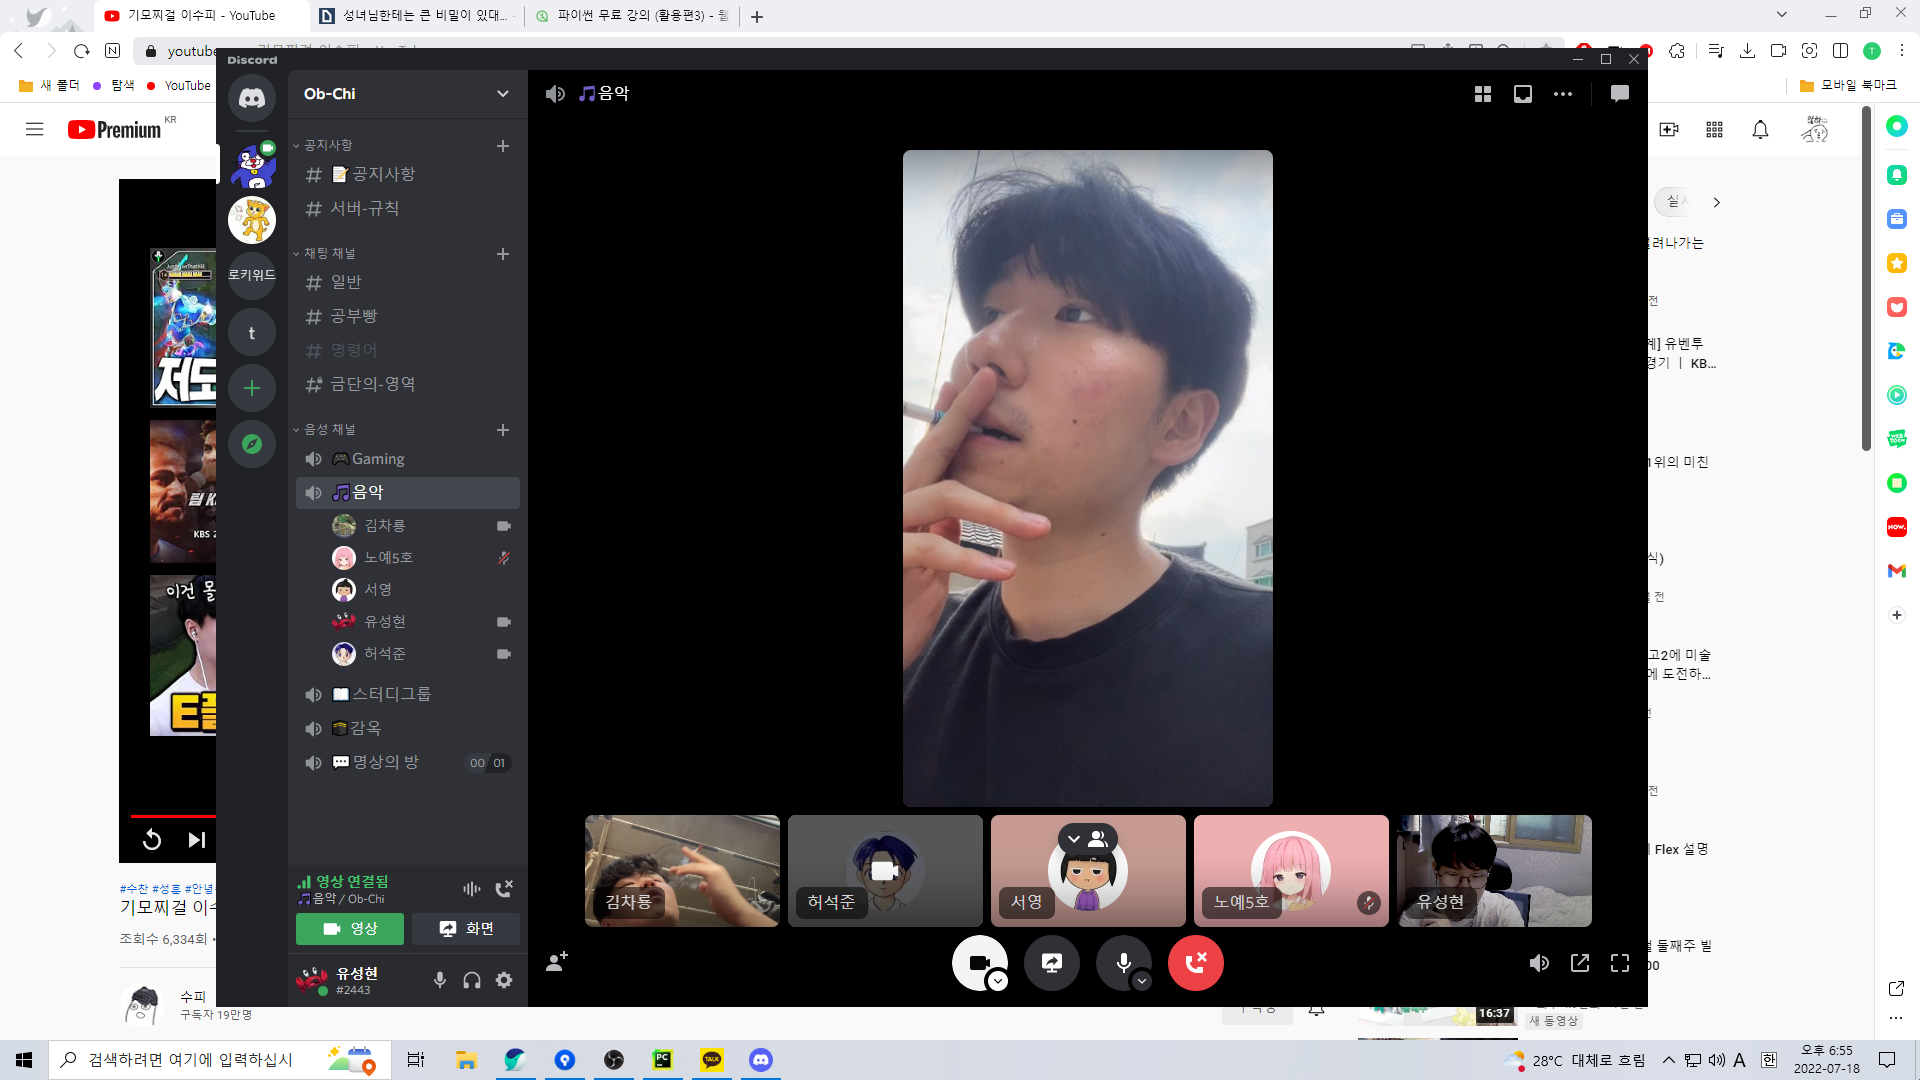 기모찌걸 이수피 - YouTube
성녀님한테는 큰 비밀이 있대...
파이썬 무료 강의 (활용편3) - 웹
youtube
새 폴더
탐색
YouTube
모바일 북마크
Premium KR
Discord
Ob-Chi
음악
공지사항
공지사항
서버-규칙
채팅 채널
일반
공부빵
명령어
금단의-영역
음성 채널
Gaming
음악
김차룡
노예5호
서영
유성현
허석준
스터디그룹
감옥
명상의 방
00 01
로키위드
t
영상 연결됨
음악 / Ob-Chi
영상
화면
유성현
#2443
김차룡
허석준
서영
노예5호
유성현
저도
림 K
KBS 2
이건 몰
T플
#수찬 #성훈 #안녕
기모찌걸 이수
조회수 6,334회 •
수피
구독자 19만명
려나가는
전
계] 유벤투
경기 ㅣ KB...
1위의 미친
식)
전
고2에 미술
에 도전하...
전
Flex 설명
둘째주 빌
00
16:37
새 동영상
NOW.
WEB TOON
검색하려면 여기에 입력하십시
PC
TALK
28°C 대체로 흐림
A
한
오후 6:55
2022-07-18